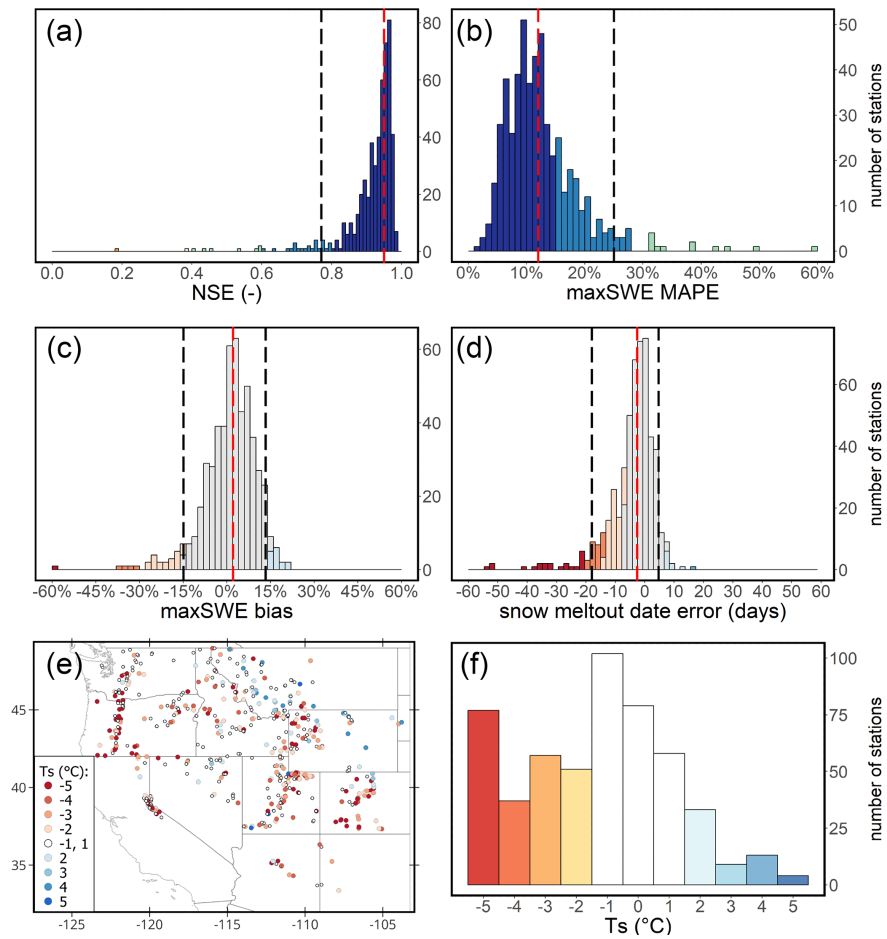 (a)
80
60
40
20
0
0.0 0.2 0.4 0.6 0.8 1.0
NSE (-)
(b)
50
40
30
20
10
0
number of stations
0% 10% 20% 30% 40% 50% 60%
maxSWE MAPE
(c)
60
40
20
0
-60% -45% -30% -15% 0% 15% 30% 45% 60%
maxSWE bias
(d)
60
40
20
0
number of stations
-60 -50 -40 -30 -20 -10 0 10 20 30 40 50 60
snow meltout date error (days)
(e)
-125 -120 -115 -110 -105
45
40
35
Ts (°C):
-5
-4
-3
-2
-1, 1
2
3
4
5
-125 -120 -115 -110 -105
(f)
100
75
50
25
0
number of stations
-5 -4 -3 -2 -1 0 1 2 3 4 5
Ts (°C)